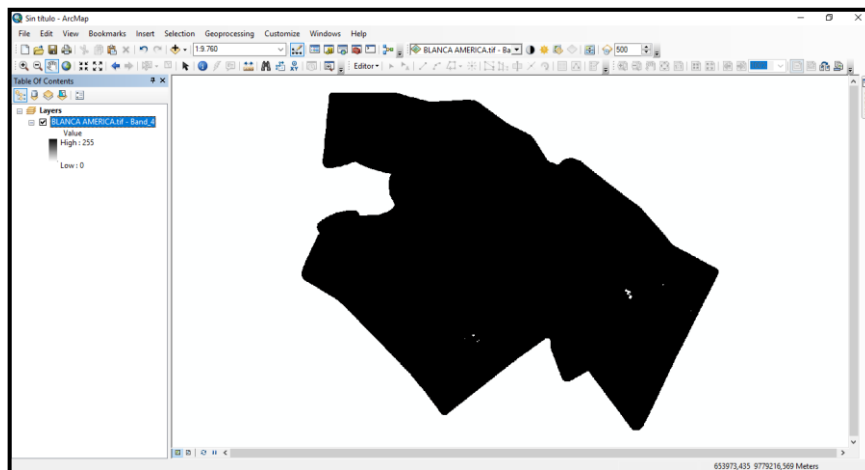 Sin título - ArcMap
File Edit View Bookmarks Insert Selection Geoprocessing Customize Windows Help
1:9.760
BLANCA AMERICA.tif - Ba
500
Editor
Table Of Contents
Layers
BLANCA AMERICA.tif - Band_4
Value
High : 255
Low : 0
653973,435 9779216,569 Meters